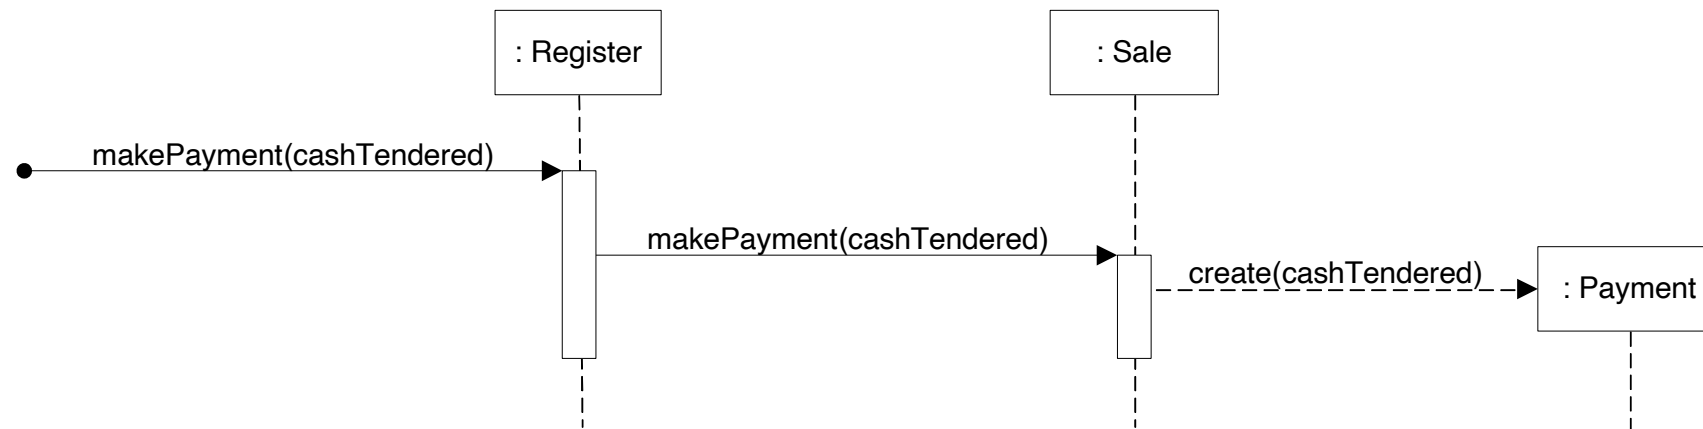 : Register
: Sale
makePayment(cashTendered)
makePayment(cashTendered)
create(cashTendered)
: Payment